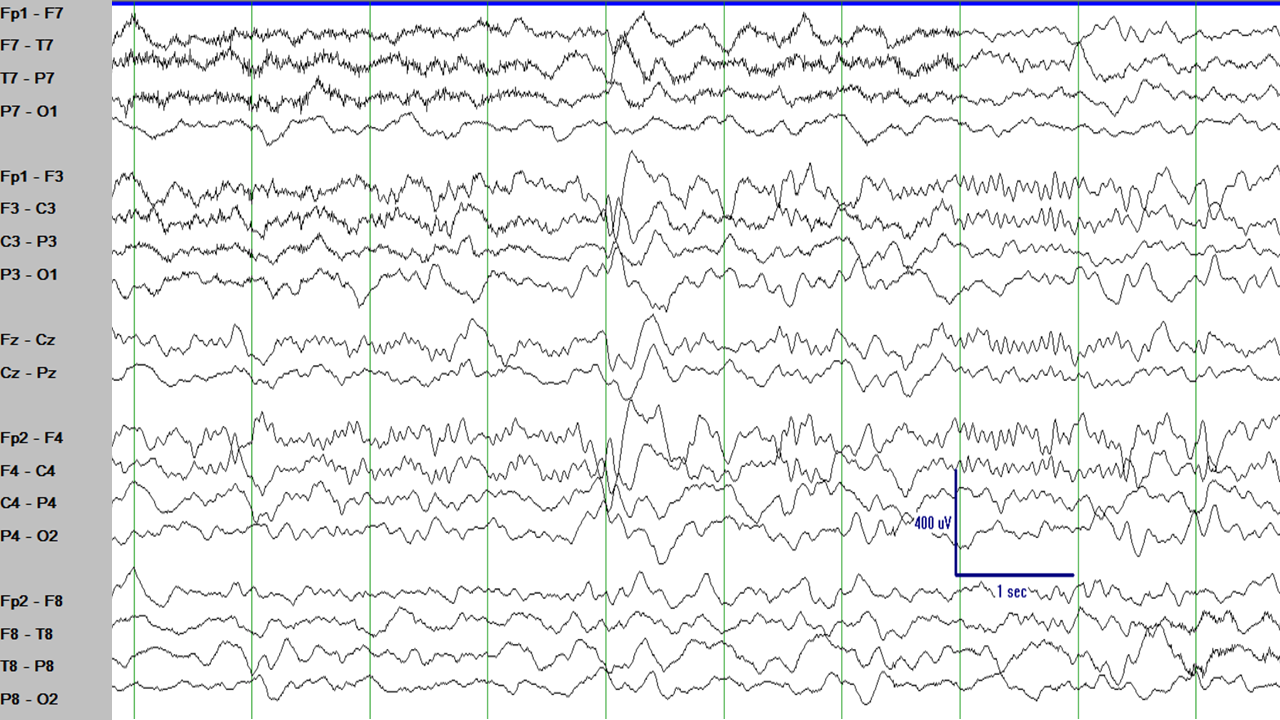 Fp1 - F7
F7 - T7
T7 - P7
P7 - O1
Fp1 - F3
F3 - C3
C3 - P3
P3 - O1
Fz - Cz
Cz - Pz
Fp2 - F4
F4 - C4
C4 - P4
P4 - O2
400 uV
1 sec
Fp2 - F8
F8 - T8
T8 - P8
P8 - O2